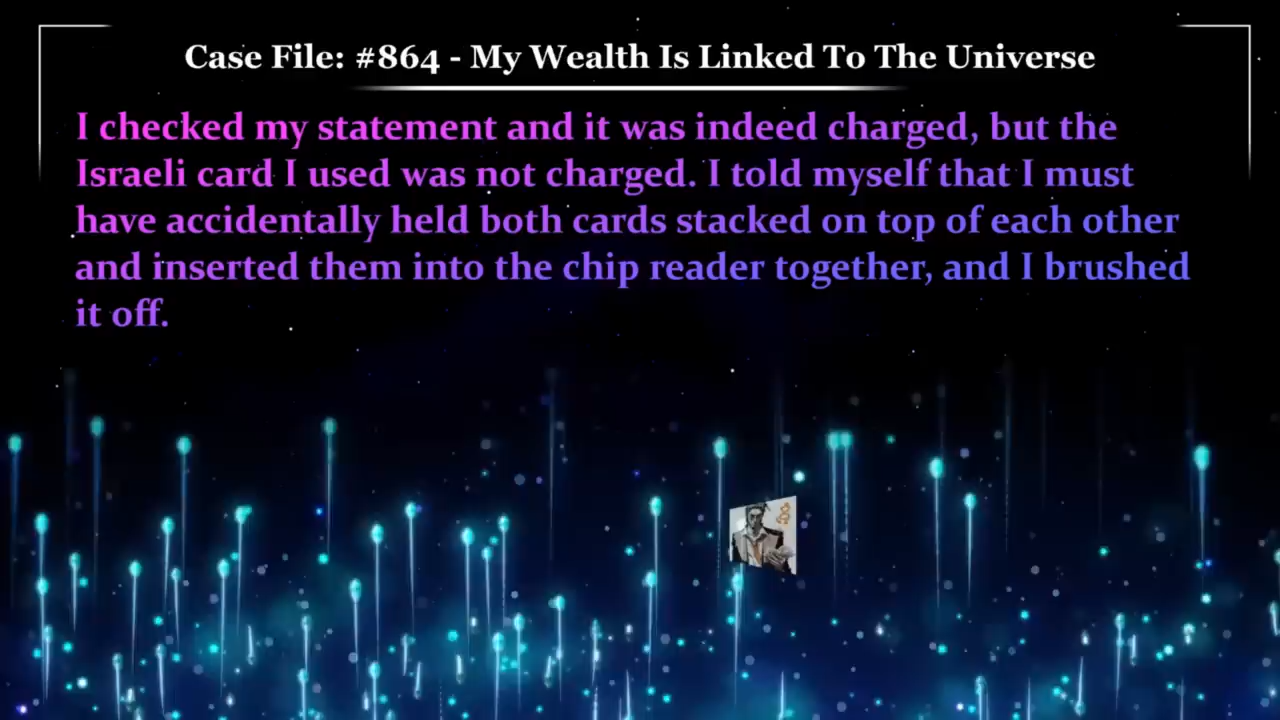 Case File: #864 - My Wealth Is Linked To The Universe
I checked my statement and it was indeed charged, but the
Israeli card I used was not charged. I told myself that I must
have accidentally held both cards stacked on top of each other
and inserted them into the chip reader together, and I brushed
it off.